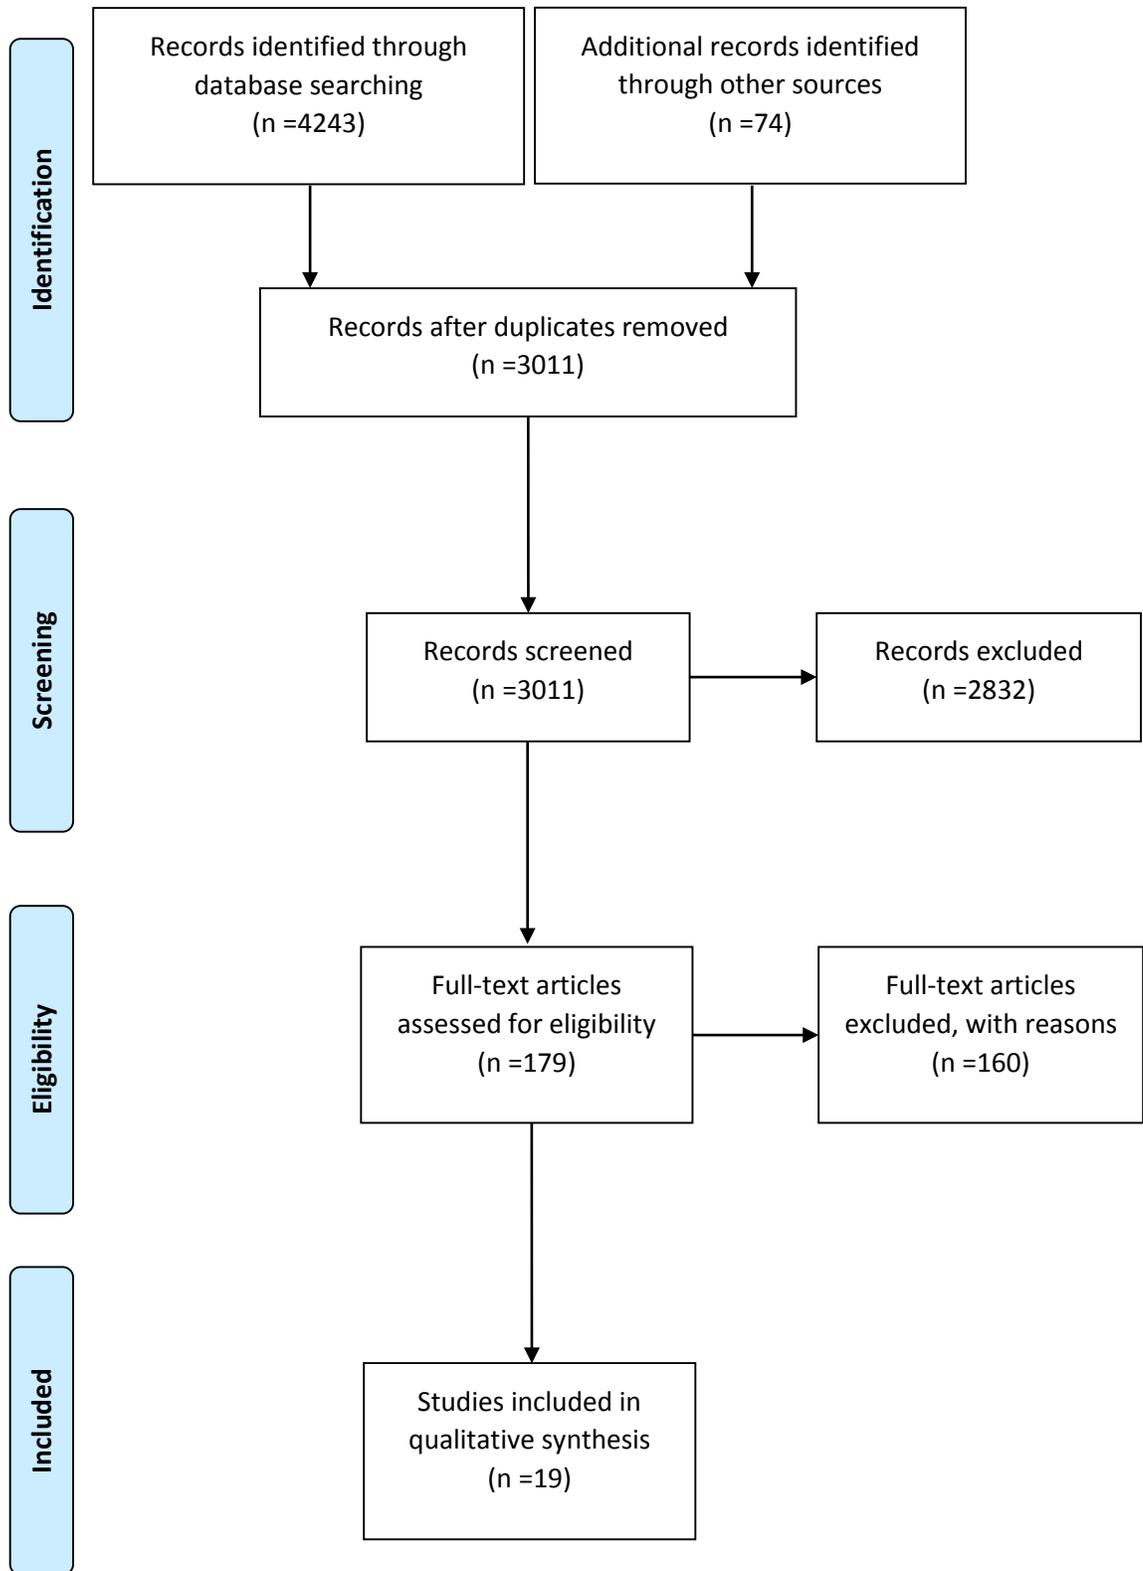 Identification
Records identified through
database searching
(n =4243)
Additional records identified
through other sources
(n =74)
Records after duplicates removed
(n =3011)
Screening
Records screened
(n =3011)
Records excluded
(n =2832)
Eligibility
Full-text articles
assessed for eligibility
(n =179)
Full-text articles
excluded, with reasons
(n =160)
Included
Studies included in
qualitative synthesis
(n =19)